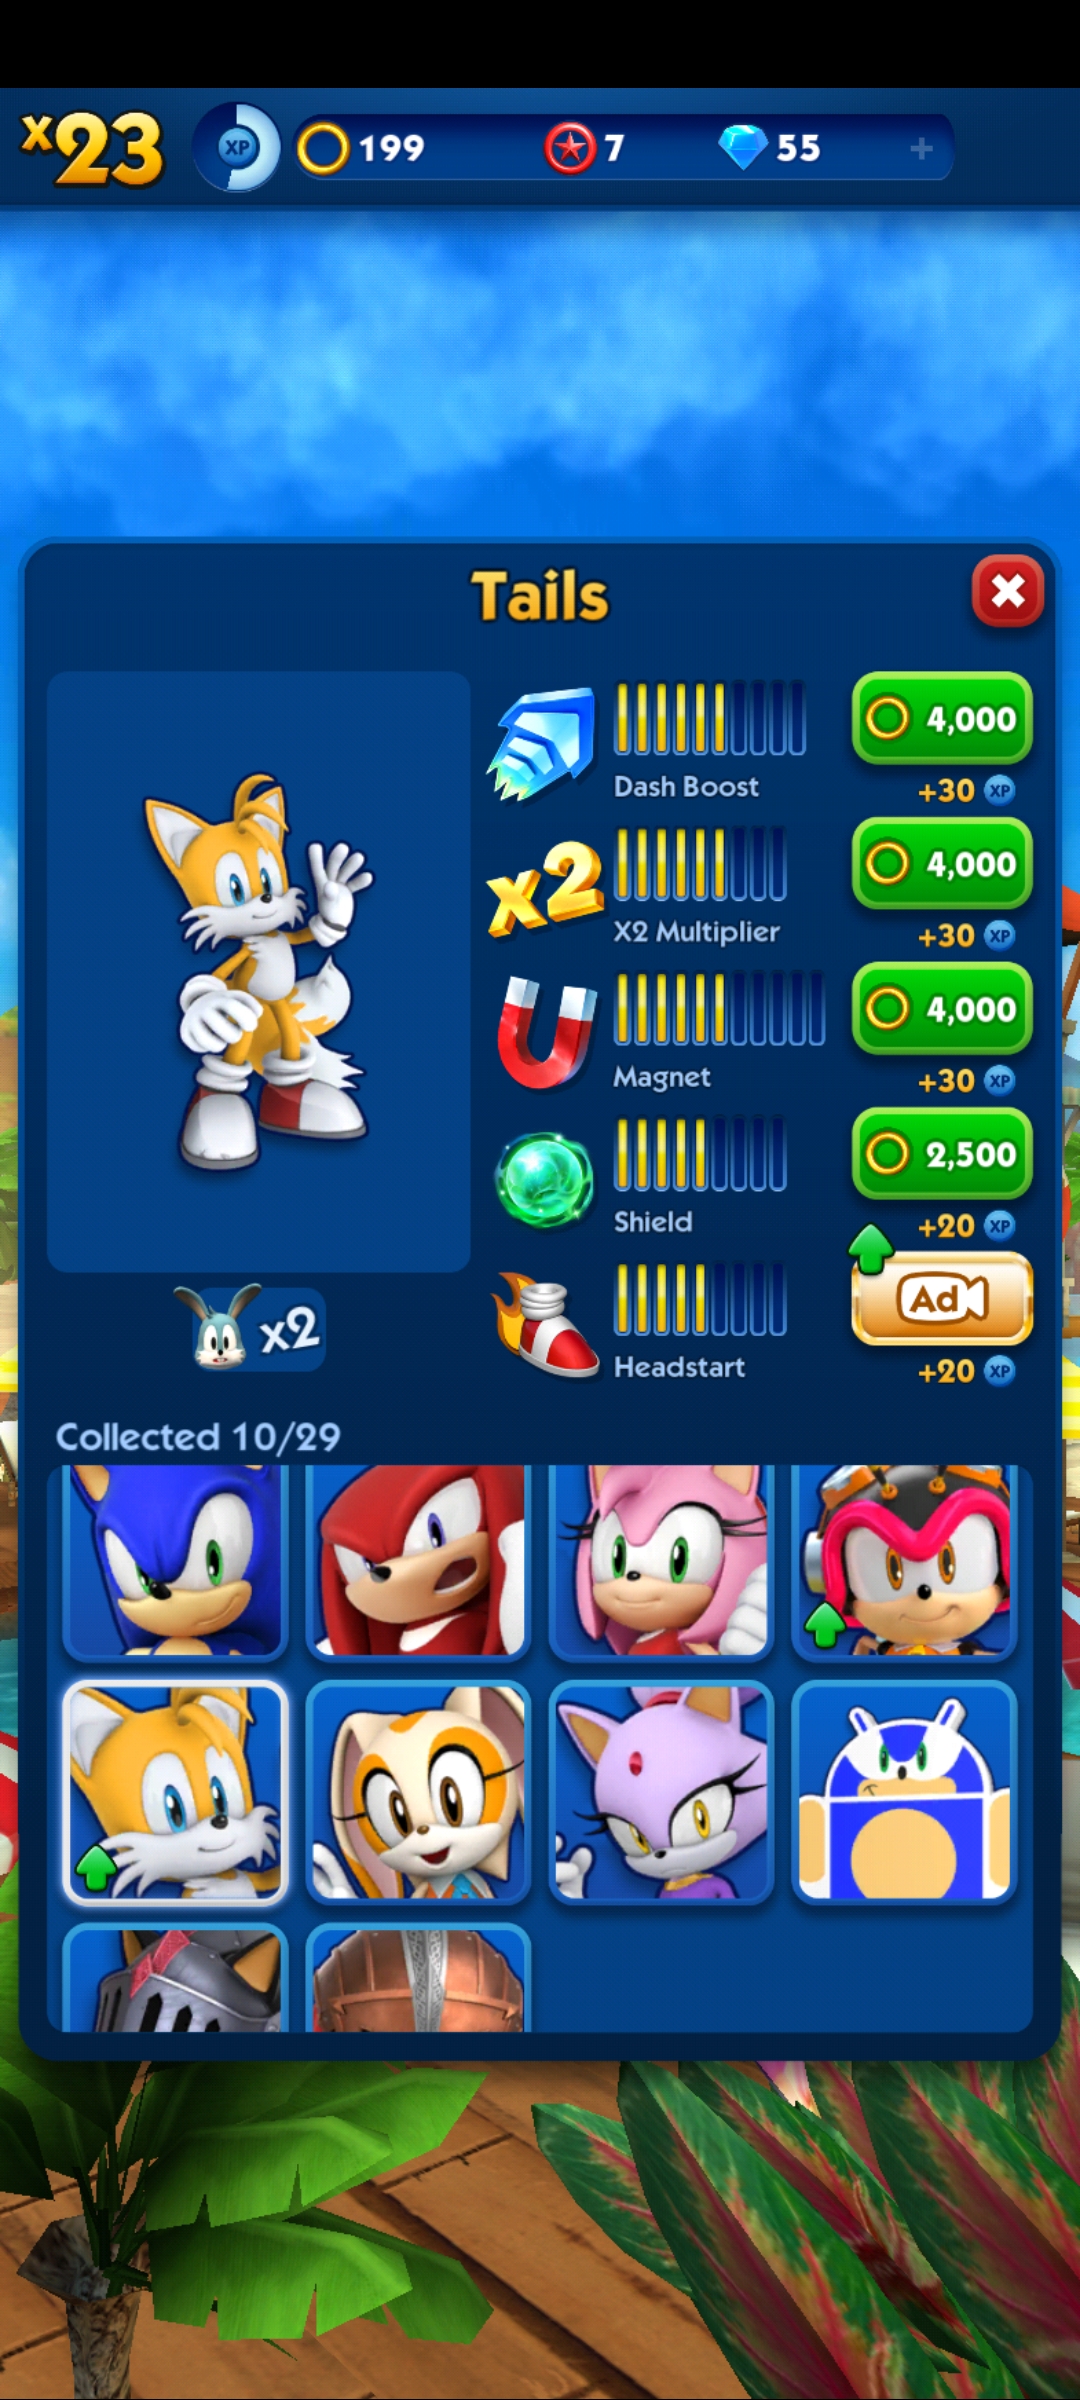 x23 XP 199 7 55 +
Tails
4,000
Dash Boost
+30 XP
x2
4,000
X2 Multiplier
+30 XP
4,000
Magnet
+30 XP
2,500
Shield
+20 XP
x2
Ad
Headstart
+20 XP
Collected 10/29